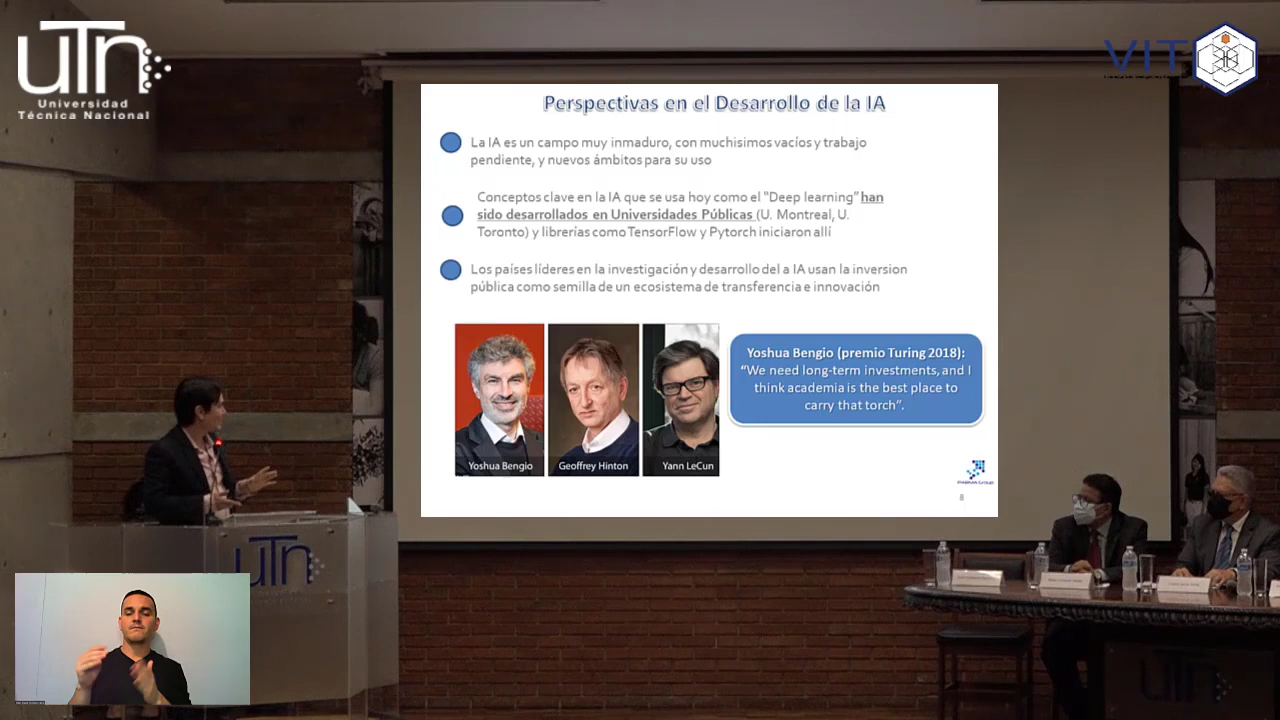 utn
Universidad
Técnica Nacional
VIT
Perspectivas en el Desarrollo de la IA
La IA es un campo muy inmaduro, con muchisimos vacíos y trabajo
pendiente, y nuevos ámbitos para su uso
Conceptos clave en la IA que se usa hoy como el "Deep learning" han
sido desarrollados en Universidades Públicas (U. Montreal, U.
Toronto) y librerías como TensorFlow y Pytorch iniciaron allí
Los países líderes en la investigación y desarrollo del a IA usan la inversion
pública como semilla de un ecosistema de transferencia e innovación
Yoshua Bengio
Geoffrey Hinton
Yann LeCun
Yoshua Bengio (premio Turing 2018):
"We need long-term investments, and I
think academia is the best place to
carry that torch".
8
utn
utn